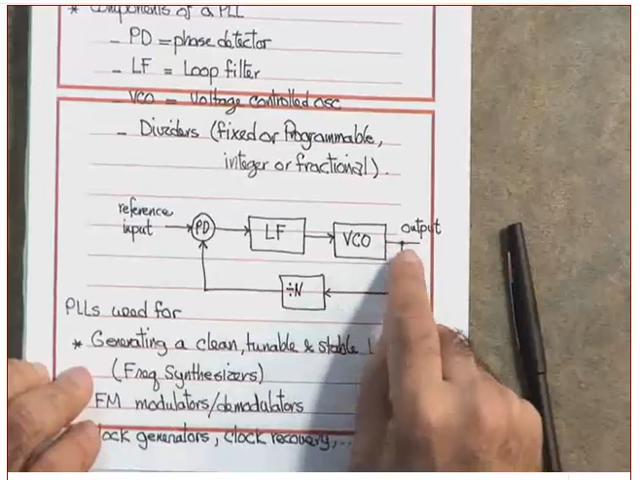 * Components of a PLL
– PD = phase detector
– LF = Loop filter
– VCO = Voltage controlled osc
– Dividers (fixed or Programmable,
integer or fractional).
reference
input
PD
LF
VCO
output
÷N
PLLs used for
* Generating a clean, tunable & stable
(Freq Synthesizers)
FM modulators/demodulators
clock generators, clock recovery,...